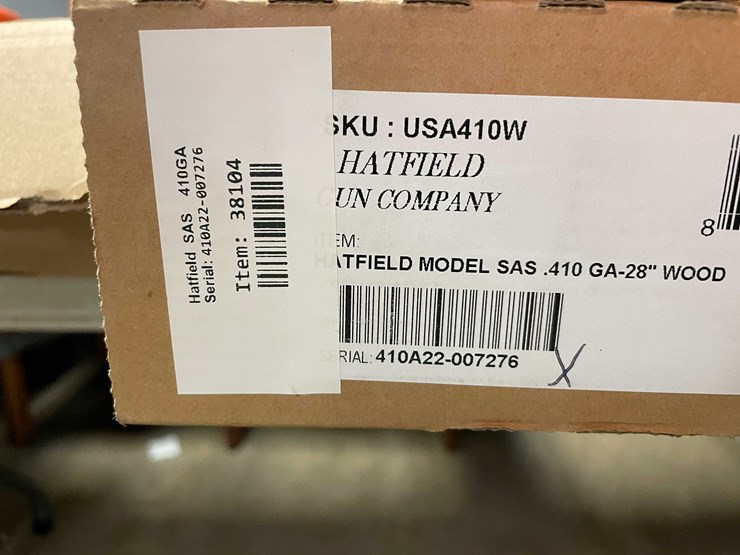 Hatfield SAS 410GA
Serial: 410A22-007276
Item: 38104
SKU : USA410W
HATFIELD
GUN COMPANY
ITEM:
HATFIELD MODEL SAS .410 GA-28" WOOD
SERIAL: 410A22-007276
X
8